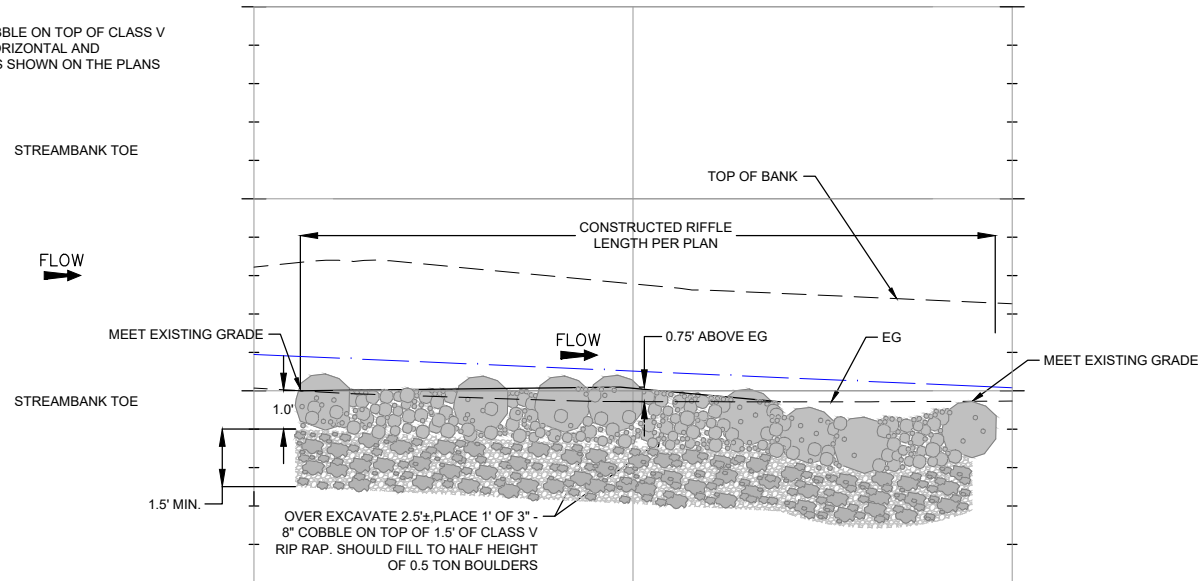 BBLE ON TOP OF CLASS V
ORIZONTAL AND
S SHOWN ON THE PLANS
STREAMBANK TOE
TOP OF BANK
CONSTRUCTED RIFFLE
LENGTH PER PLAN
FLOW
MEET EXISTING GRADE
FLOW
0.75' ABOVE EG
EG
MEET EXISTING GRADE
STREAMBANK TOE
1.0'
1.5' MIN.
OVER EXCAVATE 2.5'±,PLACE 1' OF 3" -
8" COBBLE ON TOP OF 1.5' OF CLASS V
RIP RAP. SHOULD FILL TO HALF HEIGHT
OF 0.5 TON BOULDERS